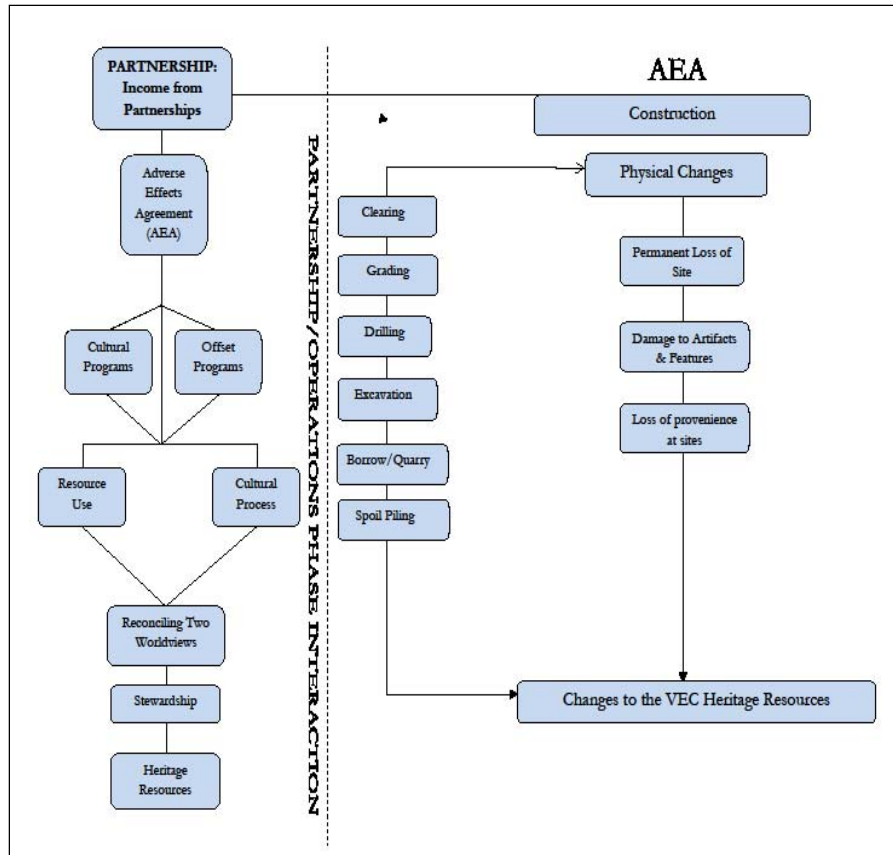 PARTNERSHIP:
Income from
Partnerships
Adverse
Effects
Agreement
(AEA)
Cultural
Programs
Offset
Programs
Resource
Use
Cultural
Process
Reconciling Two
Worldviews
Stewardship
Heritage
Resources
PARTNERSHIP/OPERATIONS PHASE INTERACTION
AEA
Construction
Clearing
Grading
Drilling
Excavation
Borrow/Quarry
Spoil Piling
Physical Changes
Permanent Loss of
Site
Damage to Artifacts
& Features
Loss of provenience
at sites
Changes to the VEC Heritage Resources